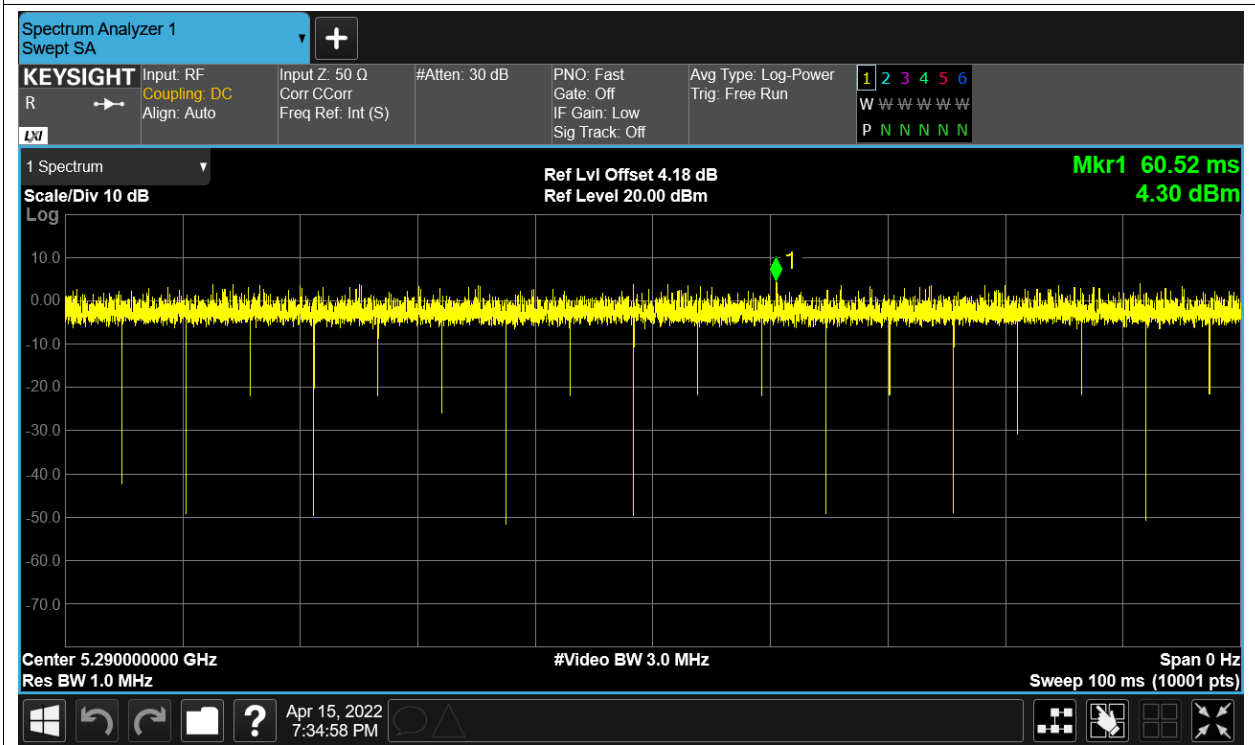 Spectrum Analyzer 1
Swept SA
KEYSIGHT
R
LXI
Input: RF
Coupling: DC
Align: Auto
Input Z: 50 Ω
Corr CCorr
Freq Ref: Int (S)
#Atten: 30 dB
PNO: Fast
Gate: Off
IF Gain: Low
Sig Track: Off
Avg Type: Log-Power
Trig: Free Run
1 2 3 4 5 6
W W W W W W
P N N N N N
1 Spectrum
Scale/Div 10 dB
Ref Lvl Offset 4.18 dB
Ref Level 20.00 dBm
Mkr1 60.52 ms
4.30 dBm
Log
1
10.0
0.00
-10.0
-20.0
-30.0
-40.0
-50.0
-60.0
-70.0
Center 5.290000000 GHz
Res BW 1.0 MHz
#Video BW 3.0 MHz
Span 0 Hz
Sweep 100 ms (10001 pts)
?
Apr 15, 2022
7:34:58 PM